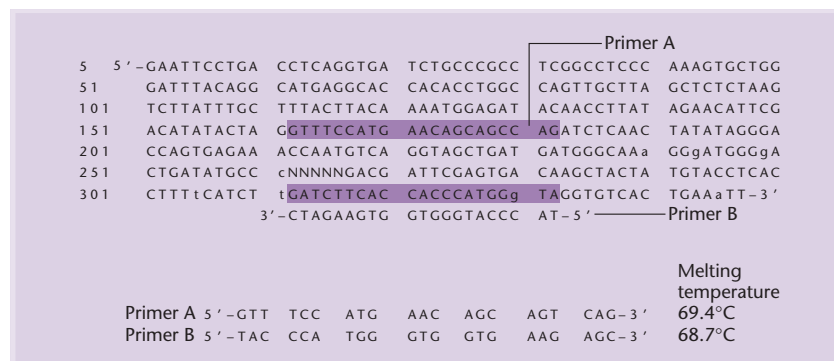 Primer A
5 5'–GAATTCCTGA CCTCAGGTGA TCTGCCCGCC TCGGCCTCCC AAAGTGCTGG
51 GATTTACAGG CATGAGGCAC CACACCTGGC CAGTTGCTTA GCTCTCTAAG
101 TCTTATTTGC TTTACTTACA AAATGGAGAT ACAACCTTAT AGAACATTCG
151 ACATATACTAG GTTTCCATG AACAGCAGCC AGATCTCAAC TATATAGGGA
201 CCAGTGAGAA ACCAATGTCA GGTAGCTGAT GATGGGCAAa GGgATGGgA
251 CTGATATGCC cNNNNNGACG ATTCGAGTGA CAAGCTACTA TGTACCTCAC
301 CTTTtCATCT tGATCTTCAC CACCCATGGg TAGGTGTCAC TGAAaTT–3'
3'–CTAGAAGTG GTGGGTACCC AT–5' Primer B
Melting
temperature
Primer A 5'–GTT TCC ATG AAC AGC AGT CAG–3' 69.4°C
Primer B 5'–TAC CCA TGG GTG GTG AAG AGC–3' 68.7°C